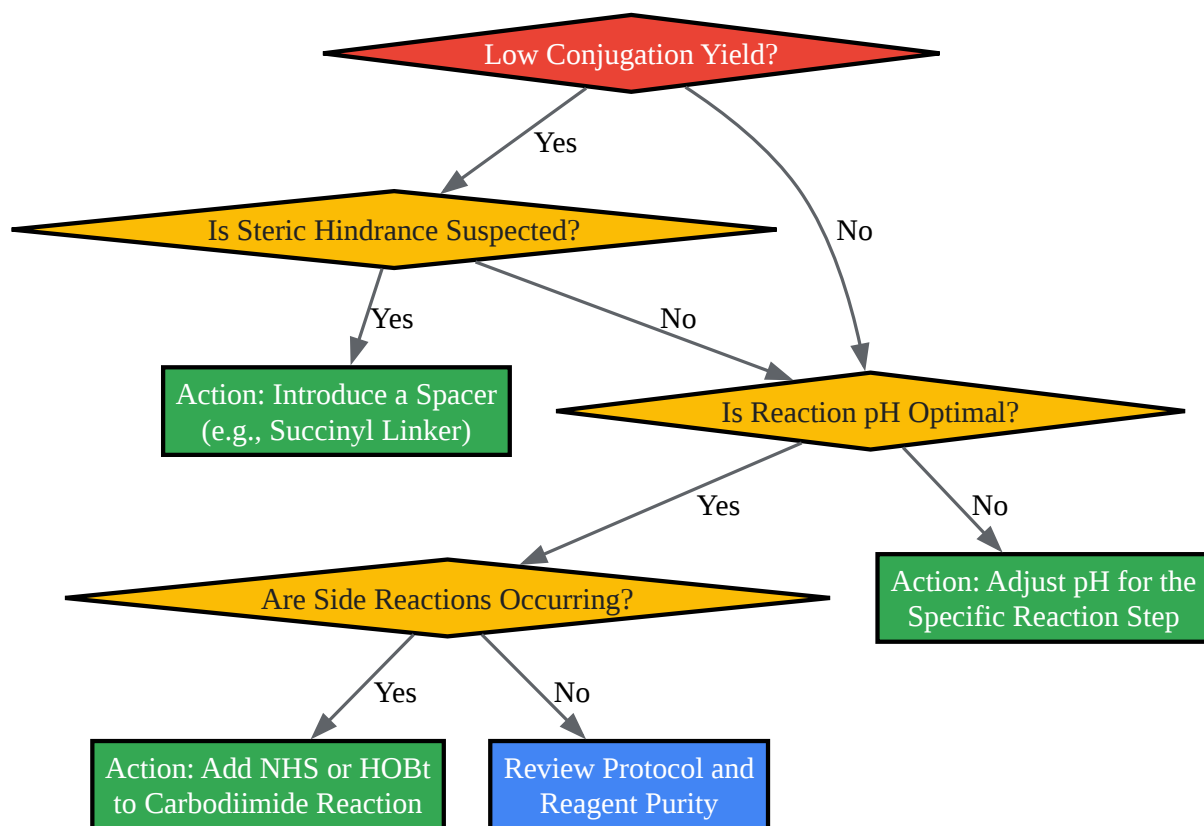 Low Conjugation Yield?
Yes
Is Steric Hindrance Suspected?
No
Yes
No
Action: Introduce a Spacer
(e.g., Succinyl Linker)
Is Reaction pH Optimal?
Yes
No
Are Side Reactions Occurring?
Action: Adjust pH for the
Specific Reaction Step
Yes
No
Action: Add NHS or HOBt
to Carbodiimide Reaction
Review Protocol and
Reagent Purity